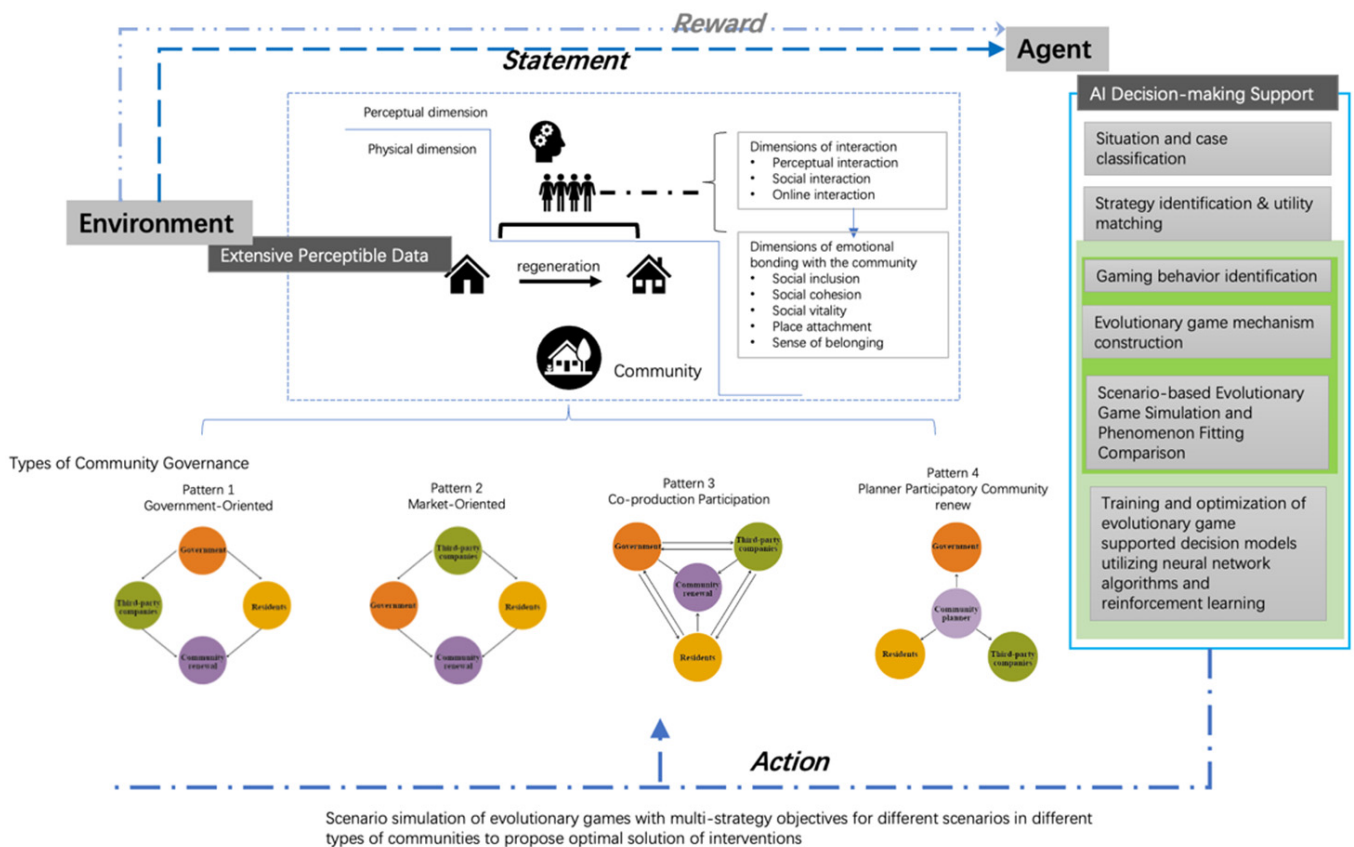 Reward
Statement
Agent
AI Decision-making Support
Situation and case
classification
Strategy identification & utility
matching
Gaming behavior identification
Evolutionary game mechanism
construction
Scenario-based Evolutionary
Game Simulation and
Phenomenon Fitting
Comparison
Training and optimization of
evolutionary game
supported decision models
utilizing neural network
algorithms and
reinforcement learning
Perceptual dimension
Physical dimension
Dimensions of interaction
• Perceptual interaction
• Social interaction
• Online interaction
Environment
Extensive Perceptible Data
regeneration
Dimensions of emotional
bonding with the community
• Social inclusion
• Social cohesion
• Social vitality
• Place attachment
• Sense of belonging
Community
Types of Community Governance
Pattern 1
Government-Oriented
Government
Third-party
companies
Residents
Community
renewal
Pattern 2
Market-Oriented
Third-party
companies
Government
Residents
Community
renewal
Pattern 3
Co-production Participation
Government
Third-party
companies
Community
renewal
Residents
Pattern 4
Planner Participatory Community
renew
Government
Community
planner
Residents
Third-party
companies
Action
Scenario simulation of evolutionary games with multi-strategy objectives for different scenarios in different
types of communities to propose optimal solution of interventions